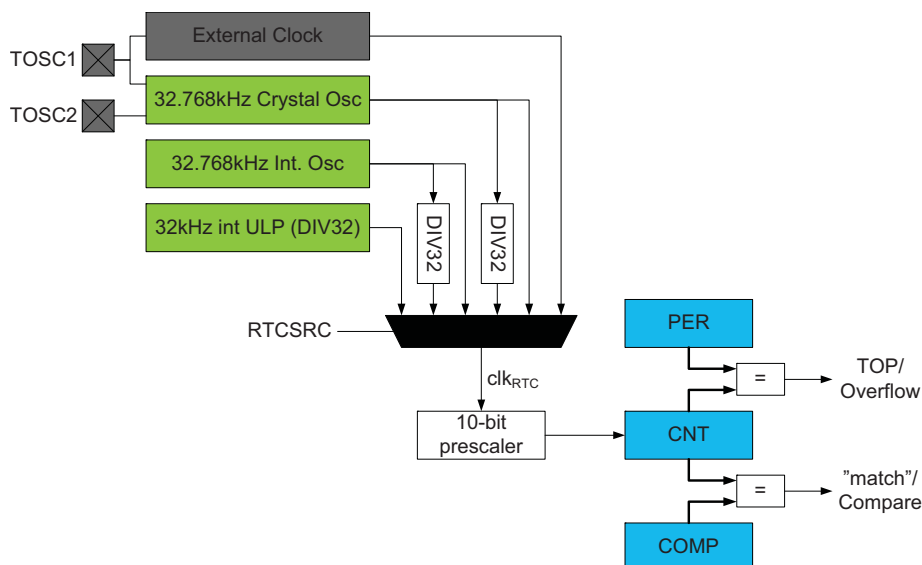 External Clock
TOSC1
32.768kHz Crystal Osc
TOSC2
32.768kHz Int. Osc
32kHz int ULP (DIV32)
DIV32
DIV32
RTCSRC
clkRTC
PER
=
TOP/
Overflow
10-bit
prescaler
CNT
=
"match"/
Compare
COMP